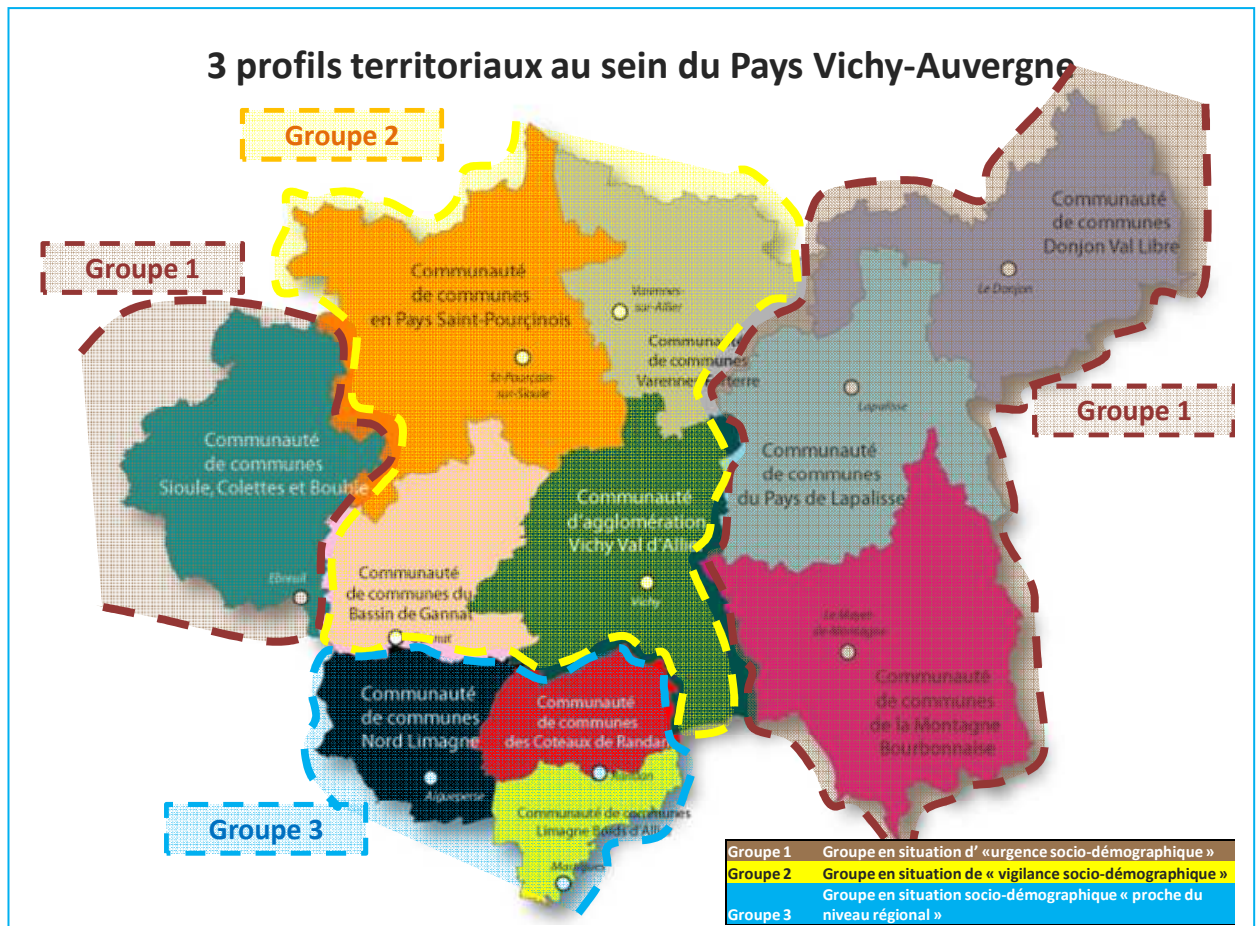 3 profils territoriaux au sein du Pays Vichy-Auvergne
Groupe 2
Groupe 1
Communauté
de communes
Donjon Val Libre
Le Donjon
Communauté
de communes
en Pays Saint-Pourçinois
St-Pourçain
sur-Sioule
Varennes-
sur-Allier
Communauté
de communes
Varennes Forterre
Lapalisse
Groupe 1
Communauté
de communes
Sioule, Colettes et Bouble
Ebreuil
Communauté
de communes
du Pays de Lapalisse
Communauté
d'agglomération
Vichy Val d'Allier
Vichy
Communauté
de communes du
Bassin de Gannat
Le Mayet
de-Montagne
Communauté
de communes
de la Montagne
Bourbonnaise
Communauté
de communes
Nord Limagne
Aigueperse
Communauté
de communes
des Coteaux de Randan
Randan
Communauté de communes
Limagne Bords d'Allier
Maringues
Groupe 3
Groupe 1 Groupe en situation d' «urgence socio-démographique »
Groupe 2 Groupe en situation de « vigilance socio-démographique »
Groupe en situation socio-démographique « proche du
Groupe 3 niveau régional »